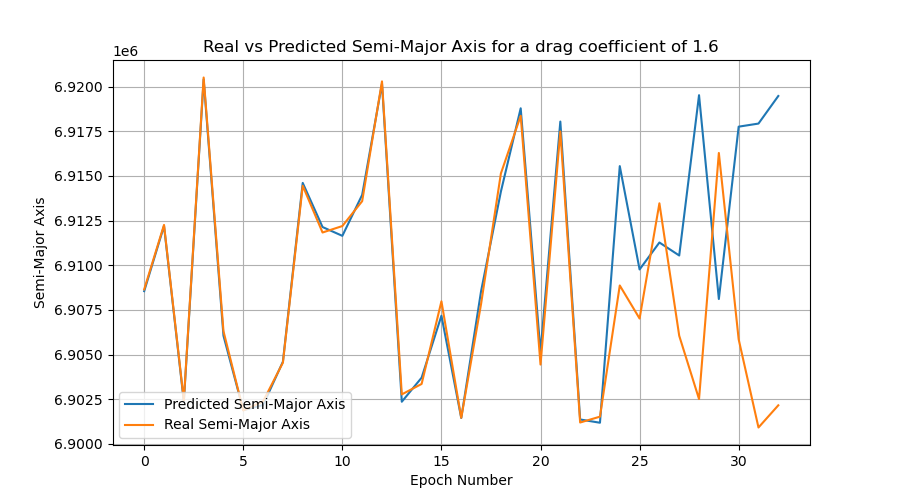 Real vs Predicted Semi-Major Axis for a drag coefficient of 1.6
1e6
6.9200
6.9175
6.9150
6.9125
6.9100
6.9075
6.9050
6.9025
6.9000
Semi-Major Axis
Predicted Semi-Major Axis
Real Semi-Major Axis
0 5 10 15 20 25 30
Epoch Number